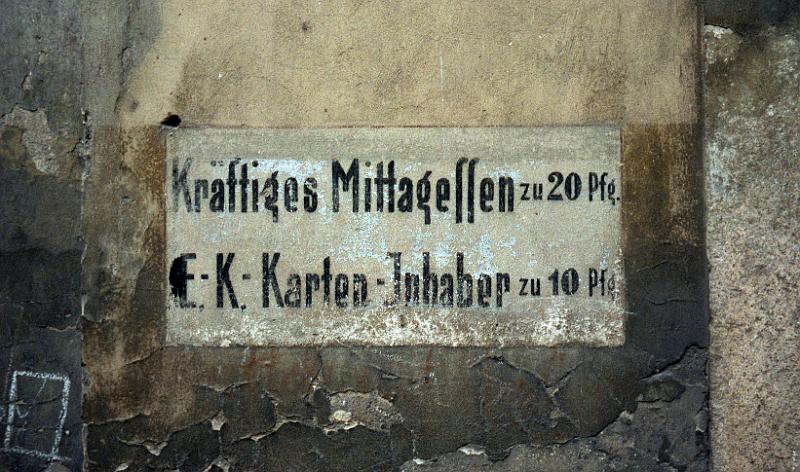 Kräftiges Mittageſſen zu 20 Pfg.
E.-K.-Karten-Inhaber zu 10 Pfg